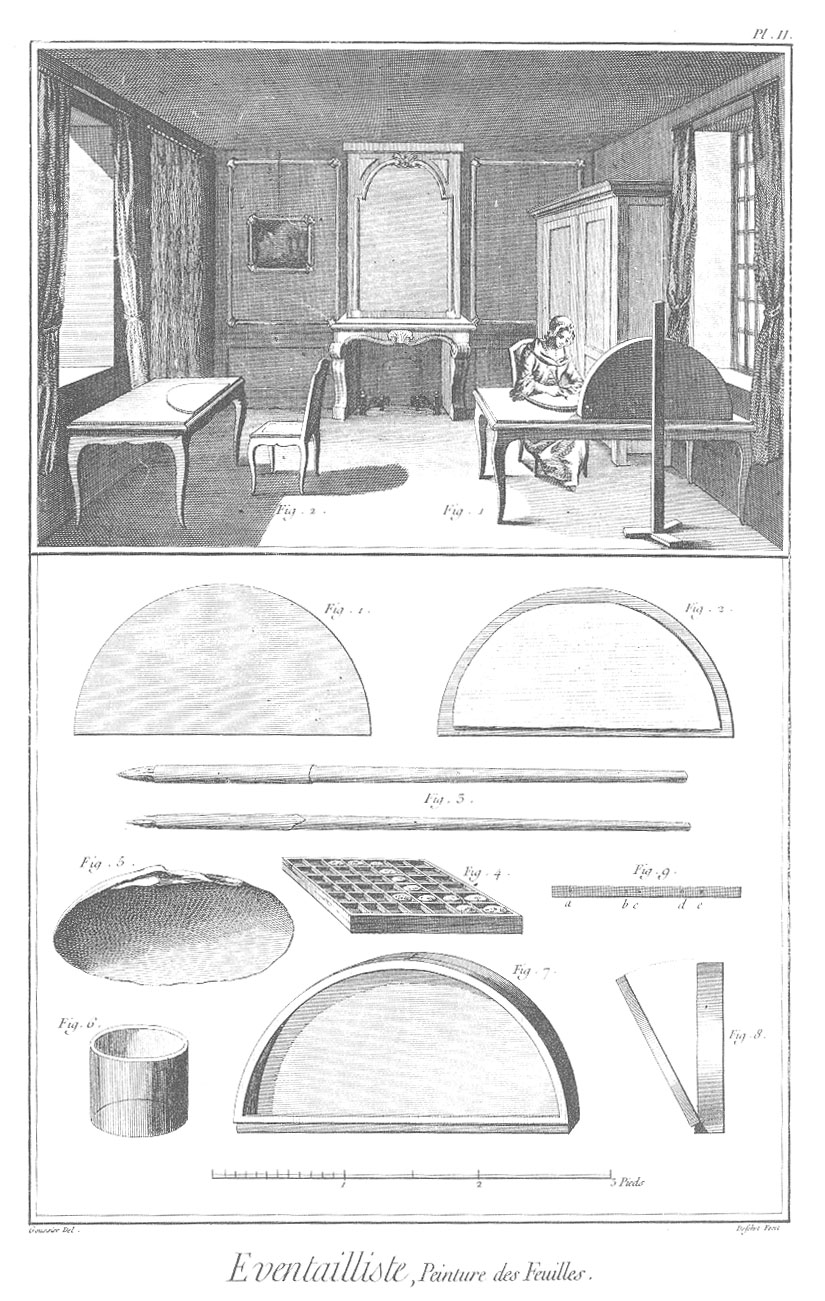 Pl. II.
Fig. 2.
Fig. 1
Fig. 1.
Fig. 2.
Fig. 3.
Fig. 5.
Fig. 4.
Fig. 9.
a b c d e
Fig. 7.
Fig. 6.
Fig. 8.
1 2 3 Pieds
Goussier Del.
Defehrt Fecit
Eventailliste, Peinture des Feuilles.